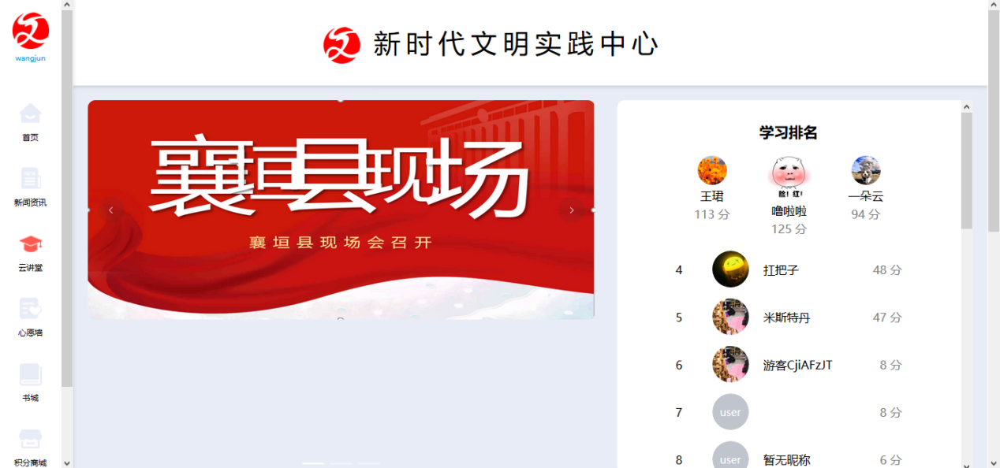 wangjun
首页
新闻资讯
云讲堂
心愿墙
书城
积分商城
新时代文明实践中心
襄垣县现场
襄垣县现场会召开
学习排名
脸！红！
王珺
113 分
噜啦啦
125 分
一朵云
94 分
4 扛把子 48 分
5 米斯特丹 47 分
6 游客CjiAFzJT 8 分
7 user 8 分
8 user 暂无昵称 6 分